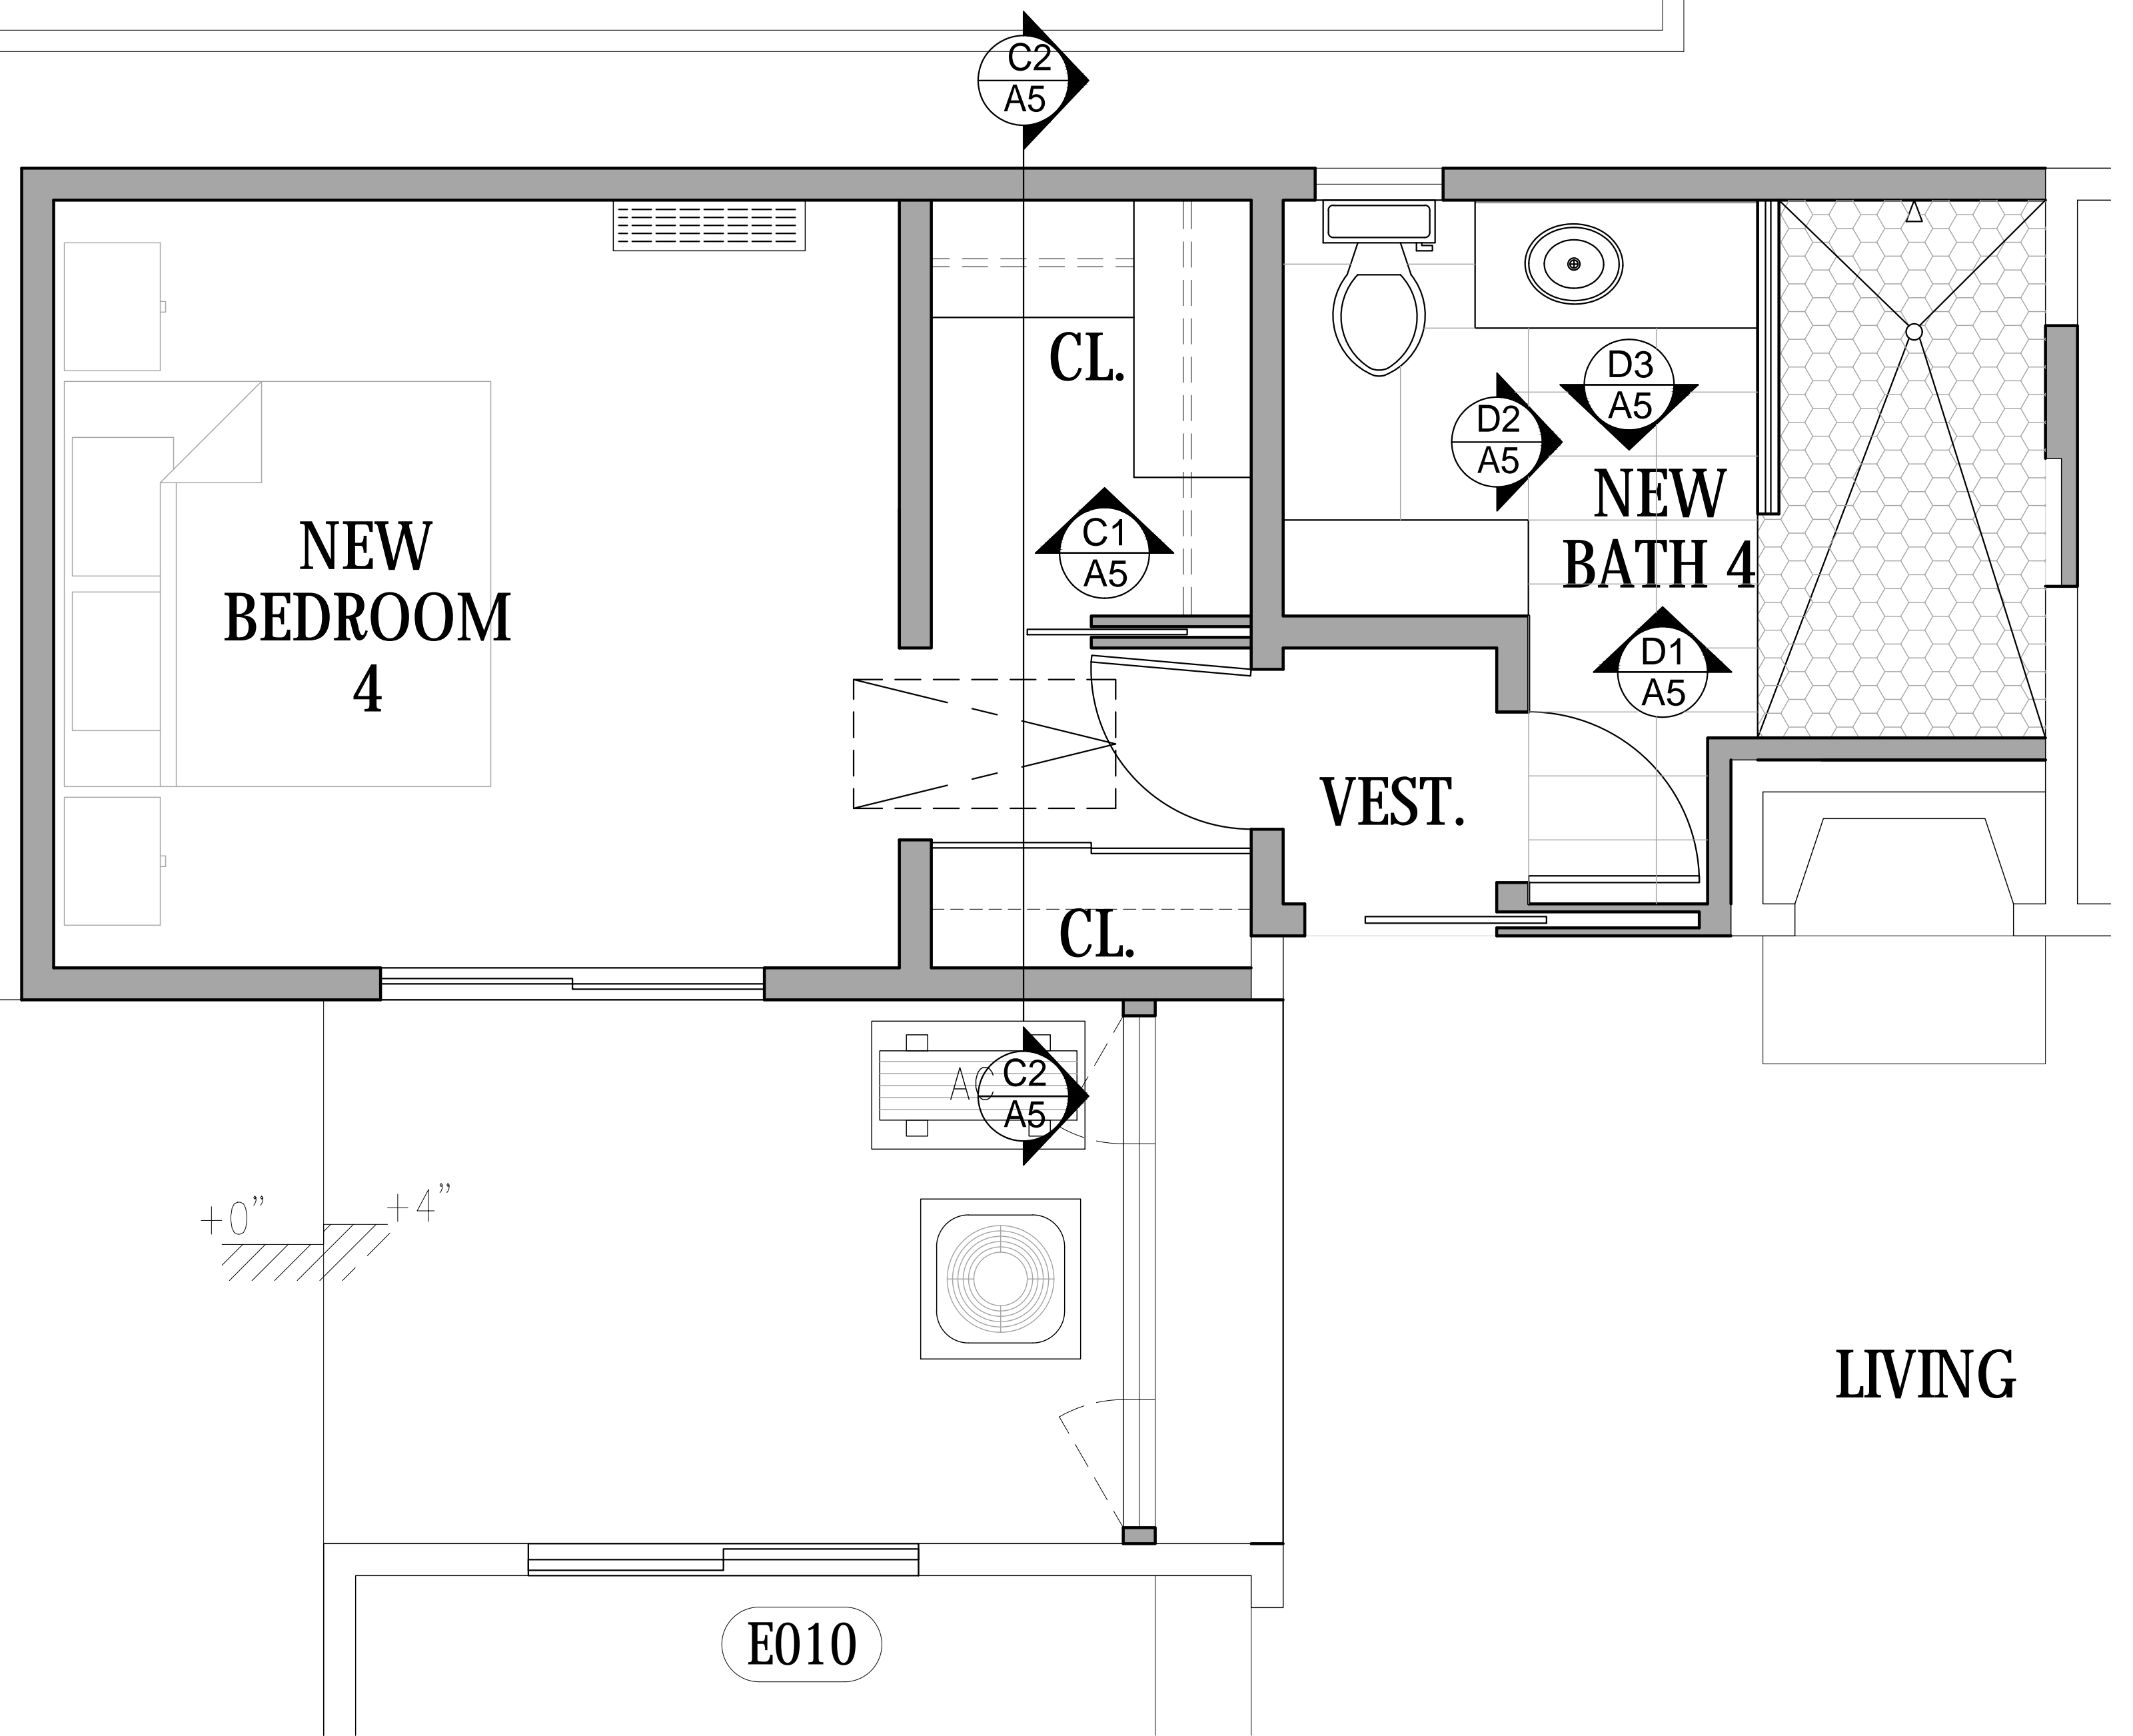 C2
A5
CL.
D3
A5
D2
A5
NEW
BATH 4
C1
A5
NEW
BEDROOM
4
D1
A5
VEST.
CL.
AC
C2
A5
+0”
+4”
LIVING
E010